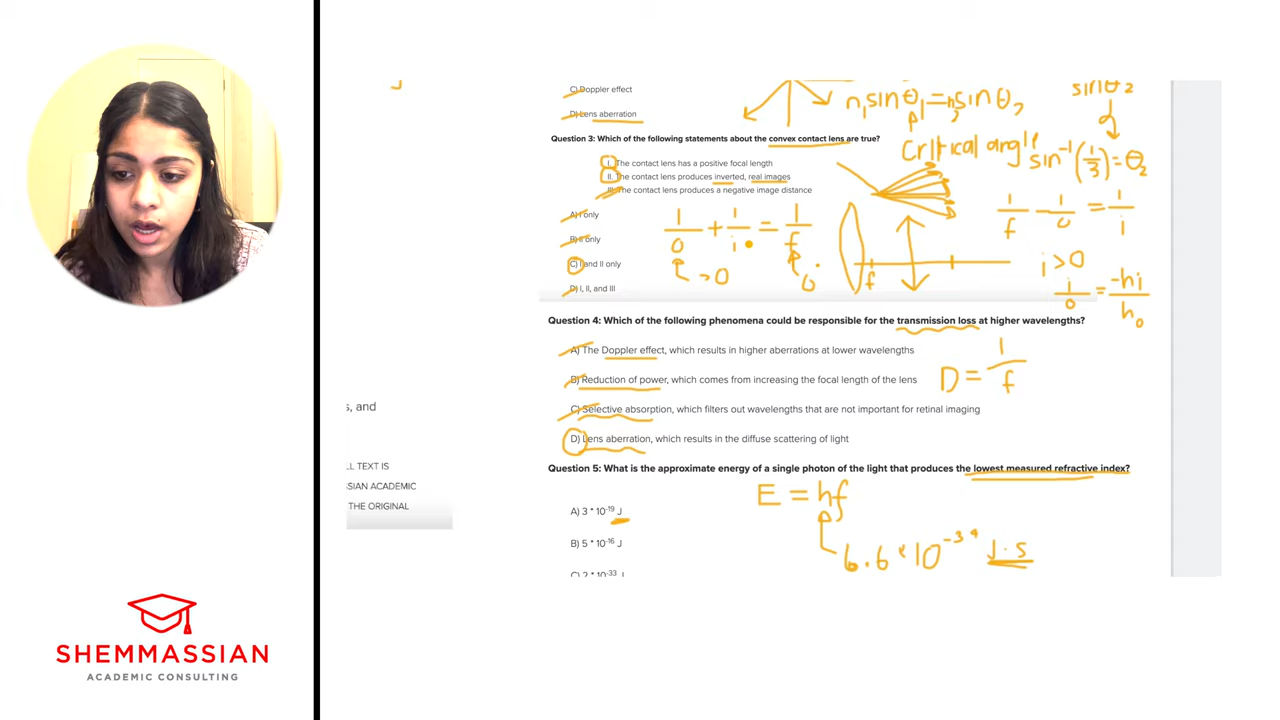 C) Doppler effect
D) Lens aberration
Question 3: Which of the following statements about the convex contact lens are true?
I. The contact lens has a positive focal length
II. The contact lens produces inverted, real images
III. The contact lens produces a negative image distance
A) I only
B) II only
C) I and II only
D) I, II, and III
n₁sinθ₁=n₂sinθ₂
sinθ₂
Critical angle
sin⁻¹(1/3)=θ₂
1/o + 1/i = 1/f
>0
f
1/f - 1/o = 1/i
i>0
i/o = -hi/ho
Question 4: Which of the following phenomena could be responsible for the transmission loss at higher wavelengths?
A) The Doppler effect, which results in higher aberrations at lower wavelengths
B) Reduction of power, which comes from increasing the focal length of the lens
C) Selective absorption, which filters out wavelengths that are not important for retinal imaging
D) Lens aberration, which results in the diffuse scattering of light
D = 1/f
Question 5: What is the approximate energy of a single photon of the light that produces the lowest measured refractive index?
A) 3 * 10⁻¹⁹ J
B) 5 * 10⁻¹⁶ J
C) 2 * 10⁻³³ J
E = hf
6.6 * 10⁻³⁴ J·s
s, and
LL TEXT IS
SIAN ACADEMIC
THE ORIGINAL
SHEMMASSIAN
ACADEMIC CONSULTING